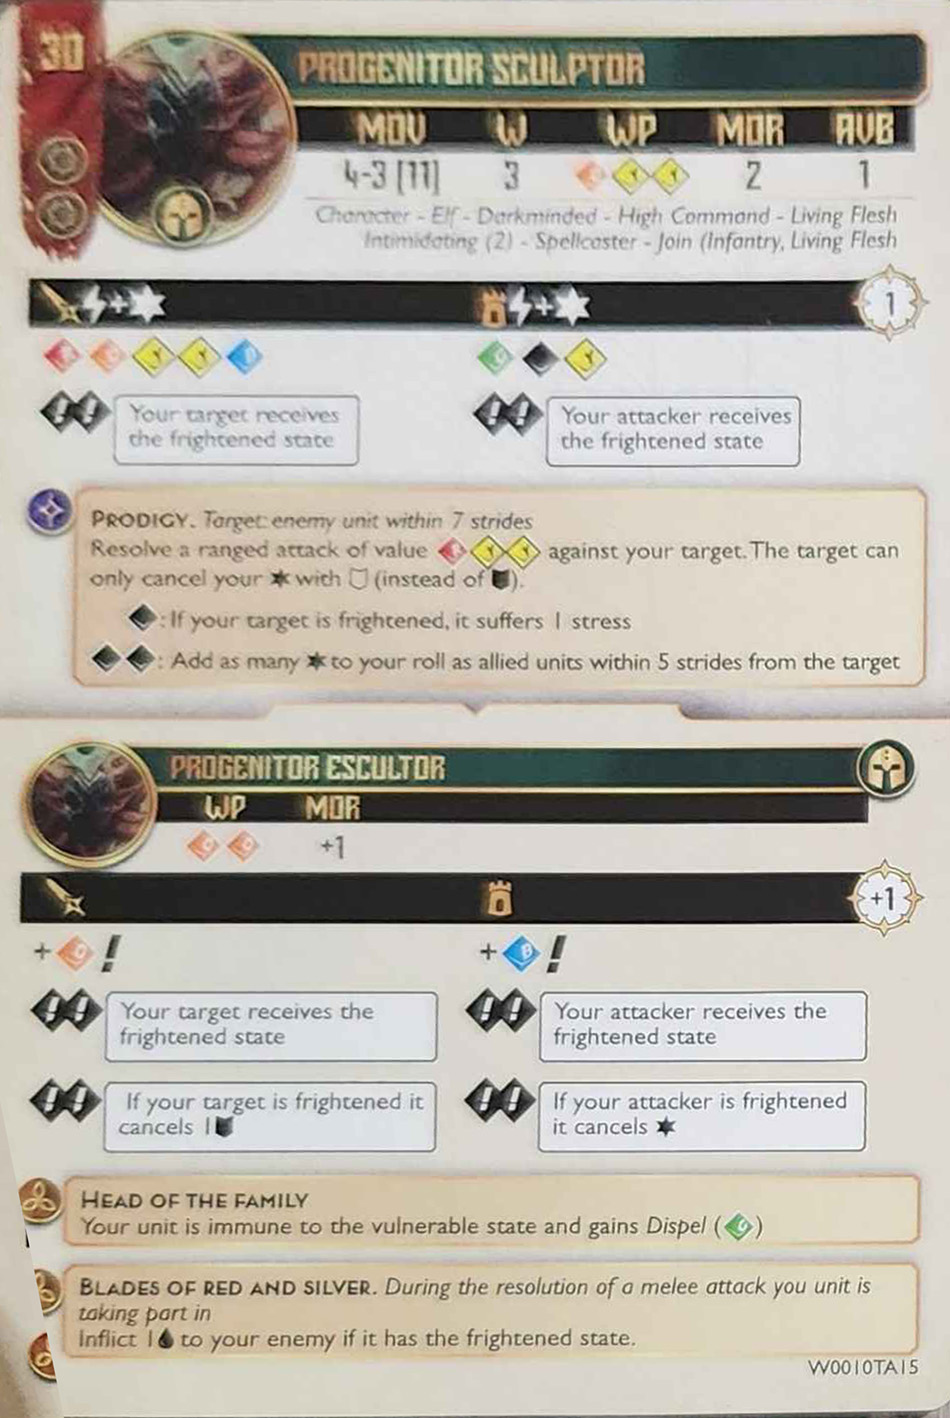 30
PROGENITOR SCULPTOR
MOV W WP MOR AVB
4-3 [11] 3 O Y Y 2 1
Character - Elf - Darkminded - High Command - Living Flesh
Intimidating (2) - Spellcaster - Join (Infantry, Living Flesh
+ + 1
R O Y Y B G Y
Your target receives
the frightened state
Your attacker receives
the frightened state
PRODIGY. Target: enemy unit within 7 strides
Resolve a ranged attack of value R Y Y against your target. The target can
only cancel your with (instead of ).
: If your target is frightened, it suffers 1 stress
: Add as many to your roll as allied units within 5 strides from the target
PROGENITOR ESCULTOR
WP MOR
O O +1
+1
+ O ! + B !
Your target receives the
frightened state
Your attacker receives the
frightened state
If your target is frightened it
cancels 1
If your attacker is frightened
it cancels
HEAD OF THE FAMILY
Your unit is immune to the vulnerable state and gains Dispel (G)
BLADES OF RED AND SILVER. During the resolution of a melee attack you unit is
taking part in
Inflict 1 to your enemy if it has the frightened state.
W0010TA15